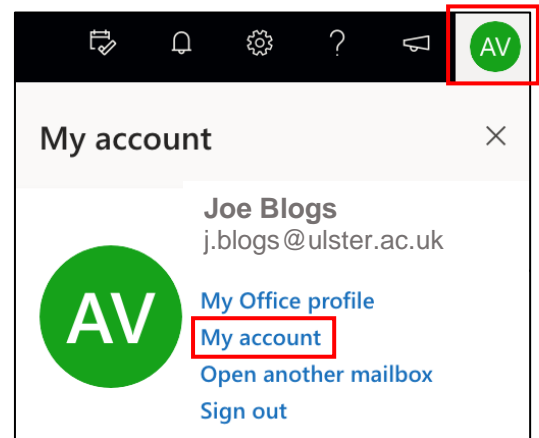 ?
AV
My account
Joe Blogs
j.blogs@ulster.ac.uk
AV
My Office profile
My account
Open another mailbox
Sign out